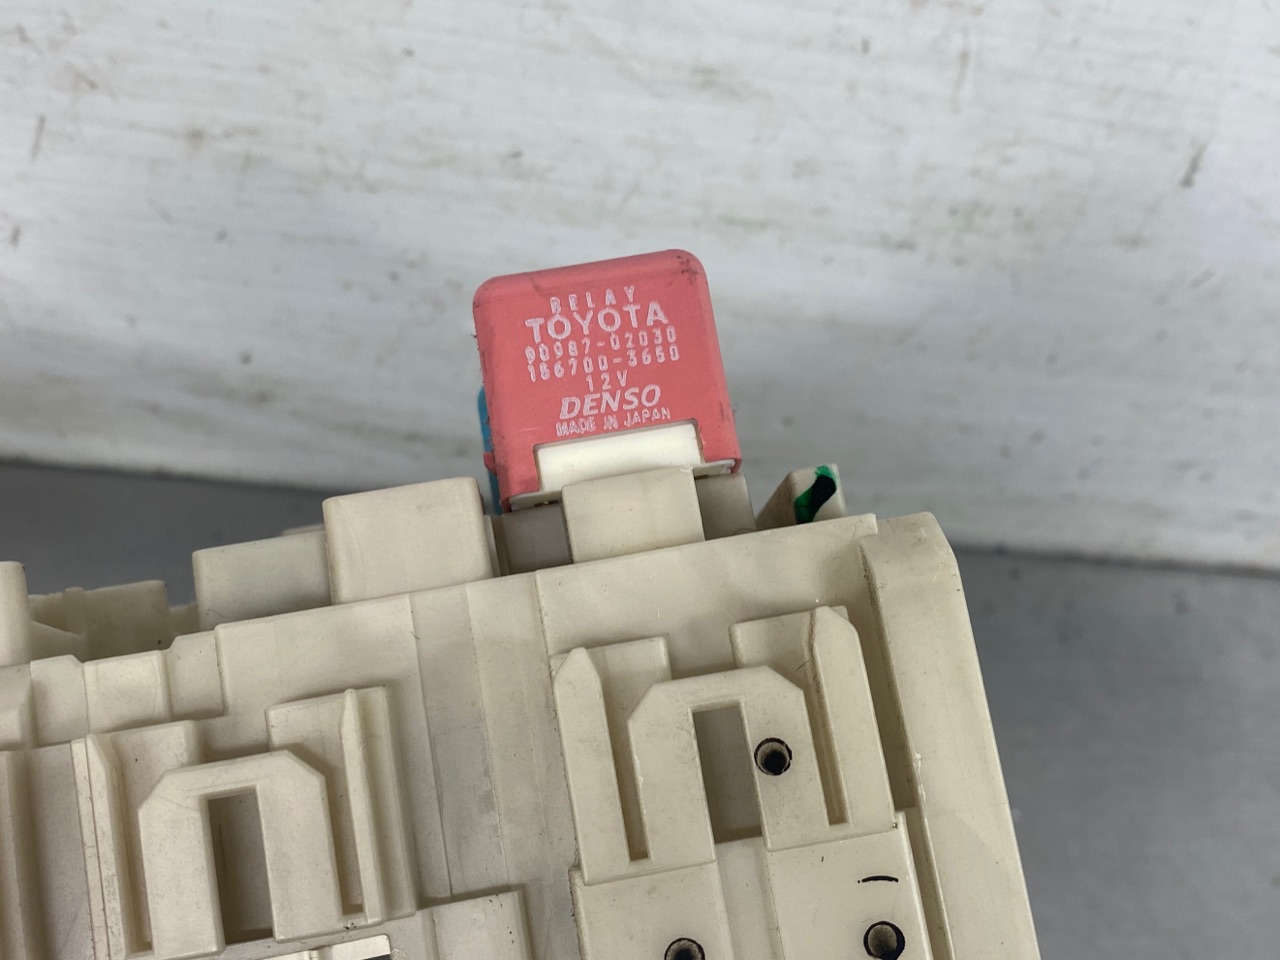 RELAY
TOYOTA
90987-02030
156700-3650
12V
DENSO
MADE IN JAPAN